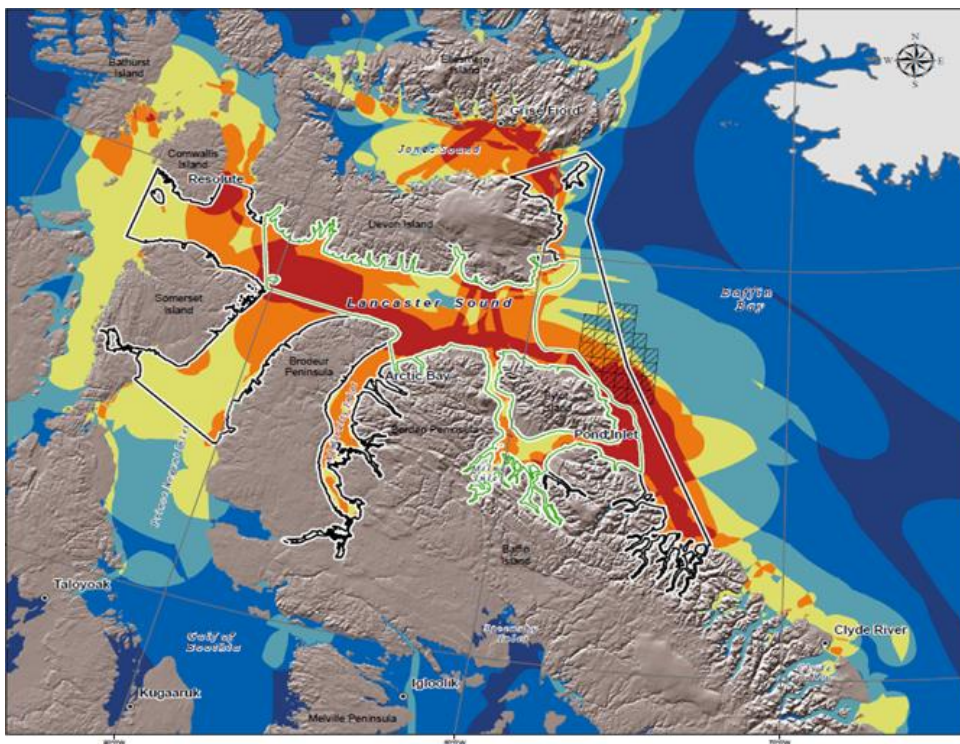 N
W E
S
Bathurst
Island
Ellesmere
Island
Grise Fiord
Jones Sound
Cornwallis
Island
Resolute
Devon Island
Baffin
Bay
Somerset
Island
Lancaster Sound
Brodeur
Peninsula
Arctic Bay
Borden Peninsula
Pond Inlet
Baffin
Island
Taloyoak
Gulf of
Boothia
Clyde River
Kugaaruk
Igloolik
Melville Peninsula